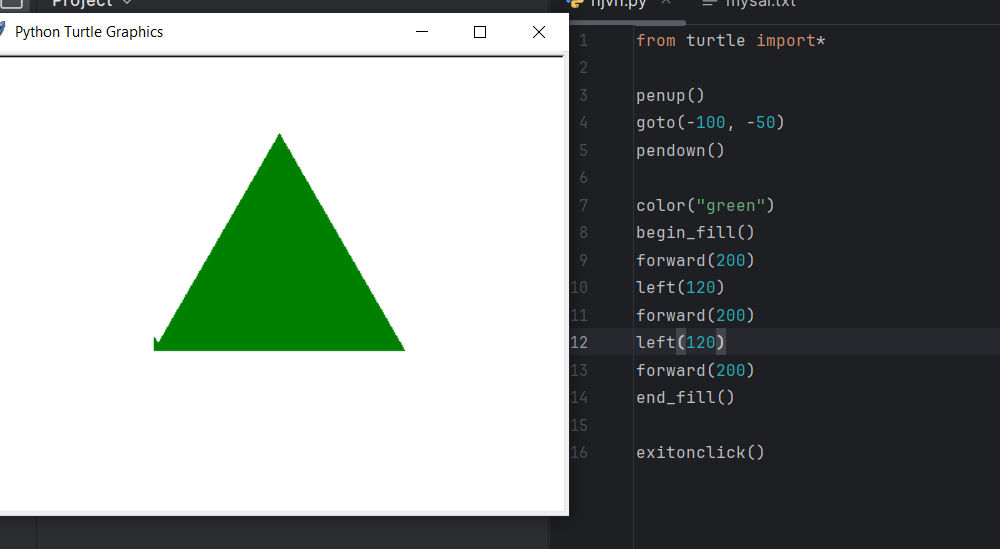 Project
Python Turtle Graphics
njvh.py
mysal.txt
1 from turtle import*
2
3 penup()
4 goto(-100, -50)
5 pendown()
6
7 color("green")
8 begin_fill()
9 forward(200)
10 left(120)
11 forward(200)
12 left(120)
13 forward(200)
14 end_fill()
15
16 exitonclick()